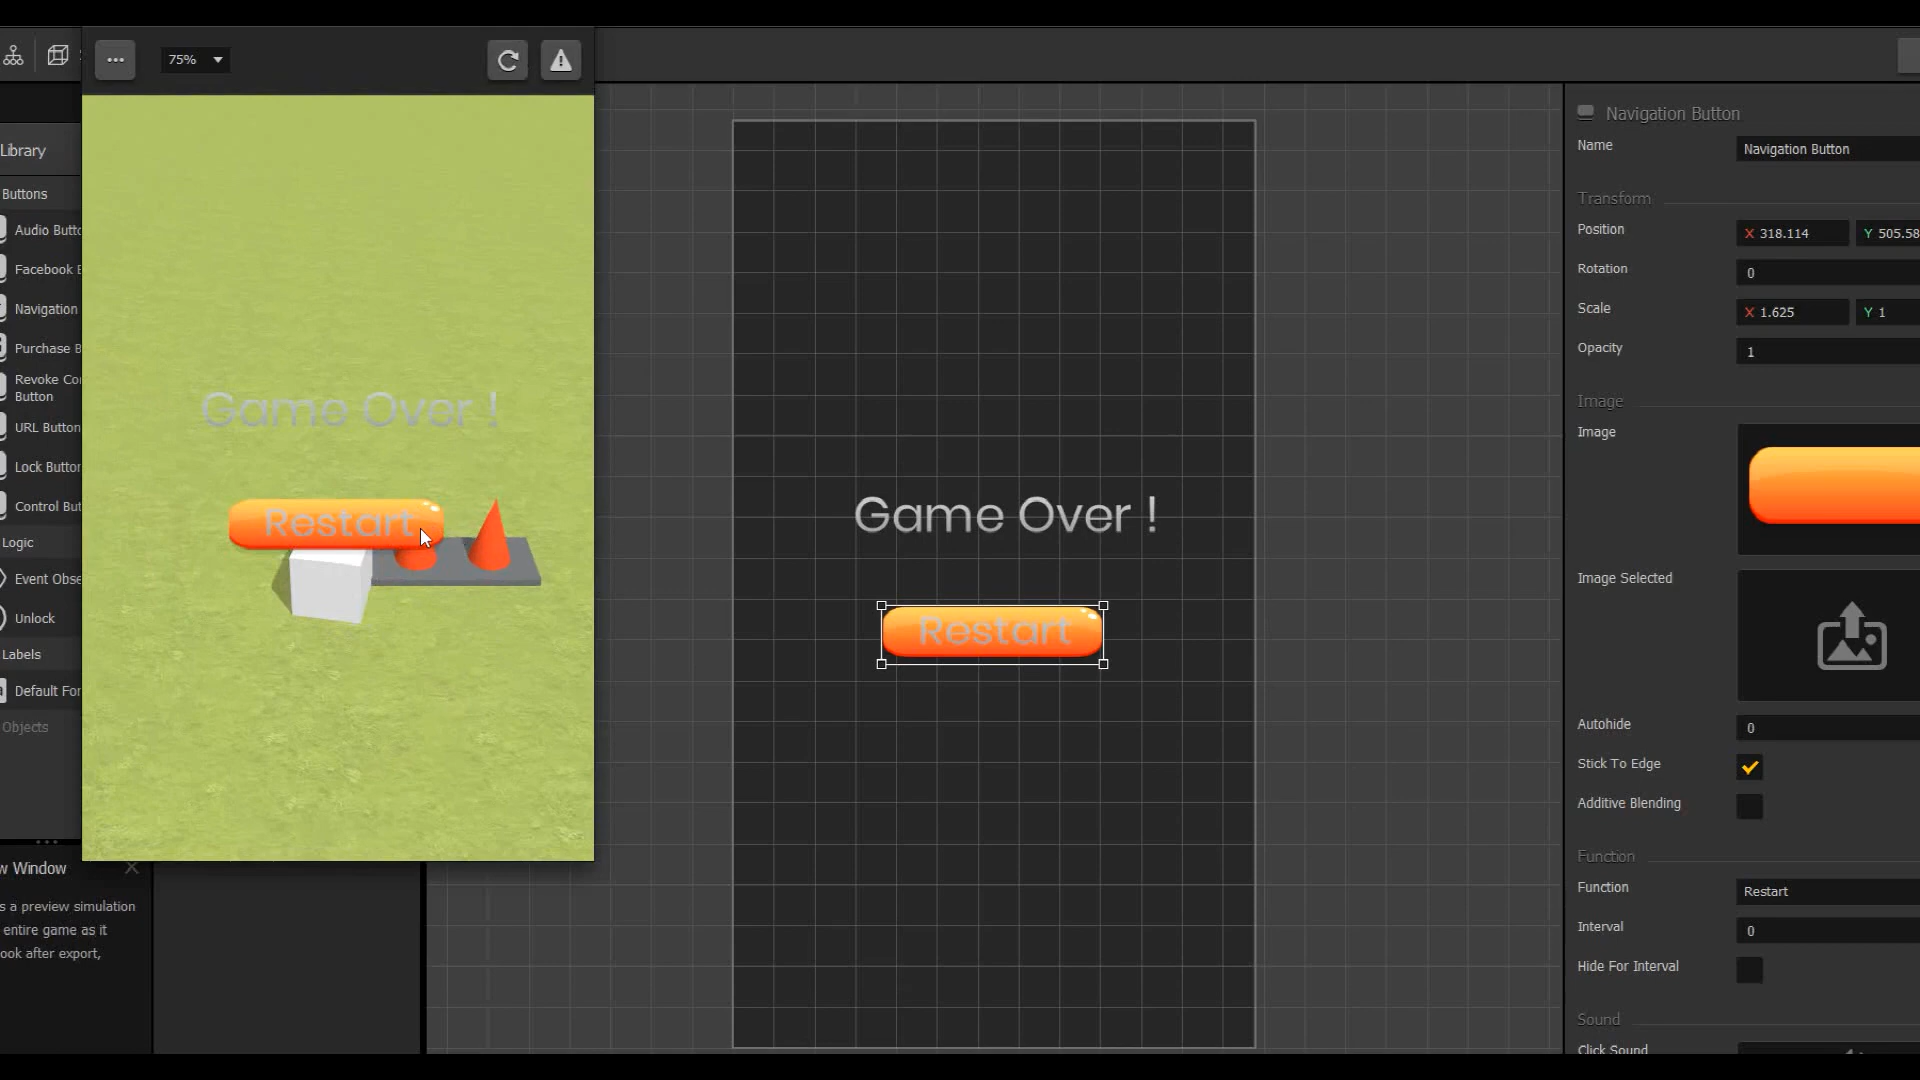 75%
Library
Buttons
Audio Butto
Facebook B
Navigation
Purchase B
Revoke Con
Button
URL Button
Lock Button
Control But
Logic
Event Obse
Unlock
Labels
Default Fon
Objects
w Window
s a preview simulation
entire game as it
ook after export,
Game Over !
Restart
Game Over !
Restart
Navigation Button
Name
Navigation Button
Transform
Position
X 318.114
Y 505.58
Rotation
0
Scale
X 1.625
Y 1
Opacity
1
Image
Image
Image Selected
Autohide
0
Stick To Edge
Additive Blending
Function
Function
Restart
Interval
0
Hide For Interval
Sound
Click Sound